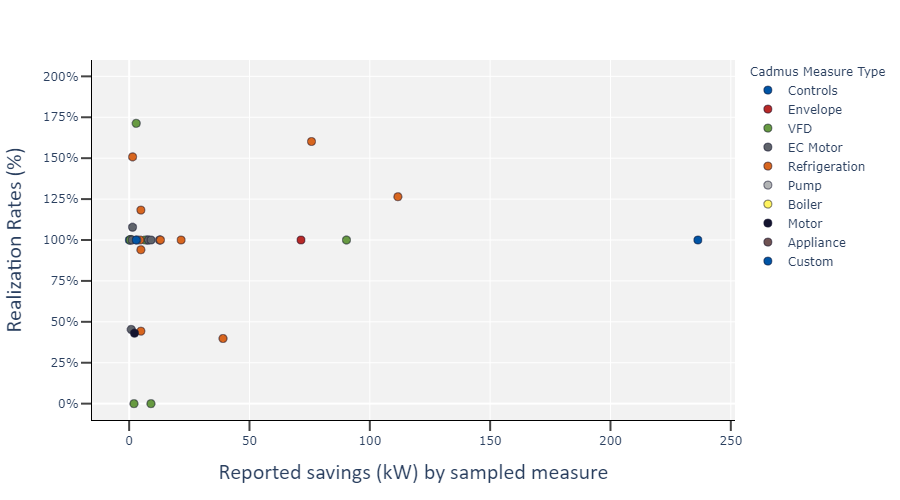 Cadmus Measure Type
Controls
Envelope
VFD
EC Motor
Refrigeration
Pump
Boiler
Motor
Appliance
Custom
Realization Rates (%)
200%
175%
150%
125%
100%
75%
50%
25%
0%
0 50 100 150 200 250
Reported savings (kW) by sampled measure